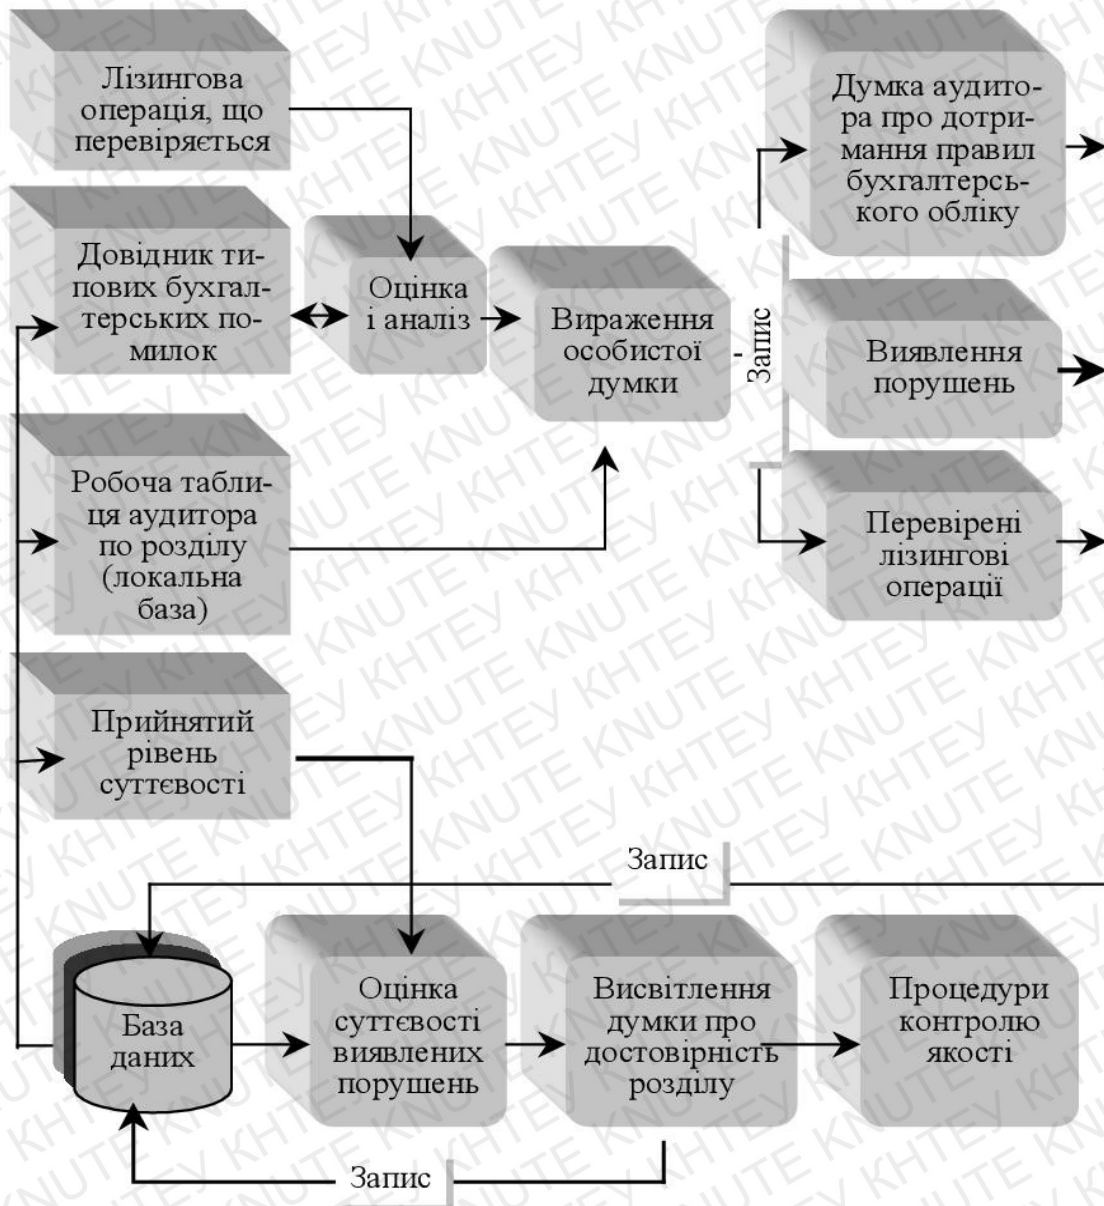 Лізингова
операція, що
перевіряється
Довідник ти-
пових бухгал-
терських по-
милок
Оцінка
і аналіз
Вираження
особистої
думки
Запис
Думка аудито-
ра про дотри-
мання правил
бухгалтерсь-
кого обліку
Виявлення
порушень
Перевірені
лізингові
операції
Робоча табли-
ця аудитора
по розділу
(локальна
база)
Прийнятий
рівень
суттєвості
Запис
База
даних
Оцінка
суттєвості
виявлених
порушень
Висвітлення
думки про
достовірність
розділу
Процедури
контролю
якості
Запис
КНТЕУ KNUTE